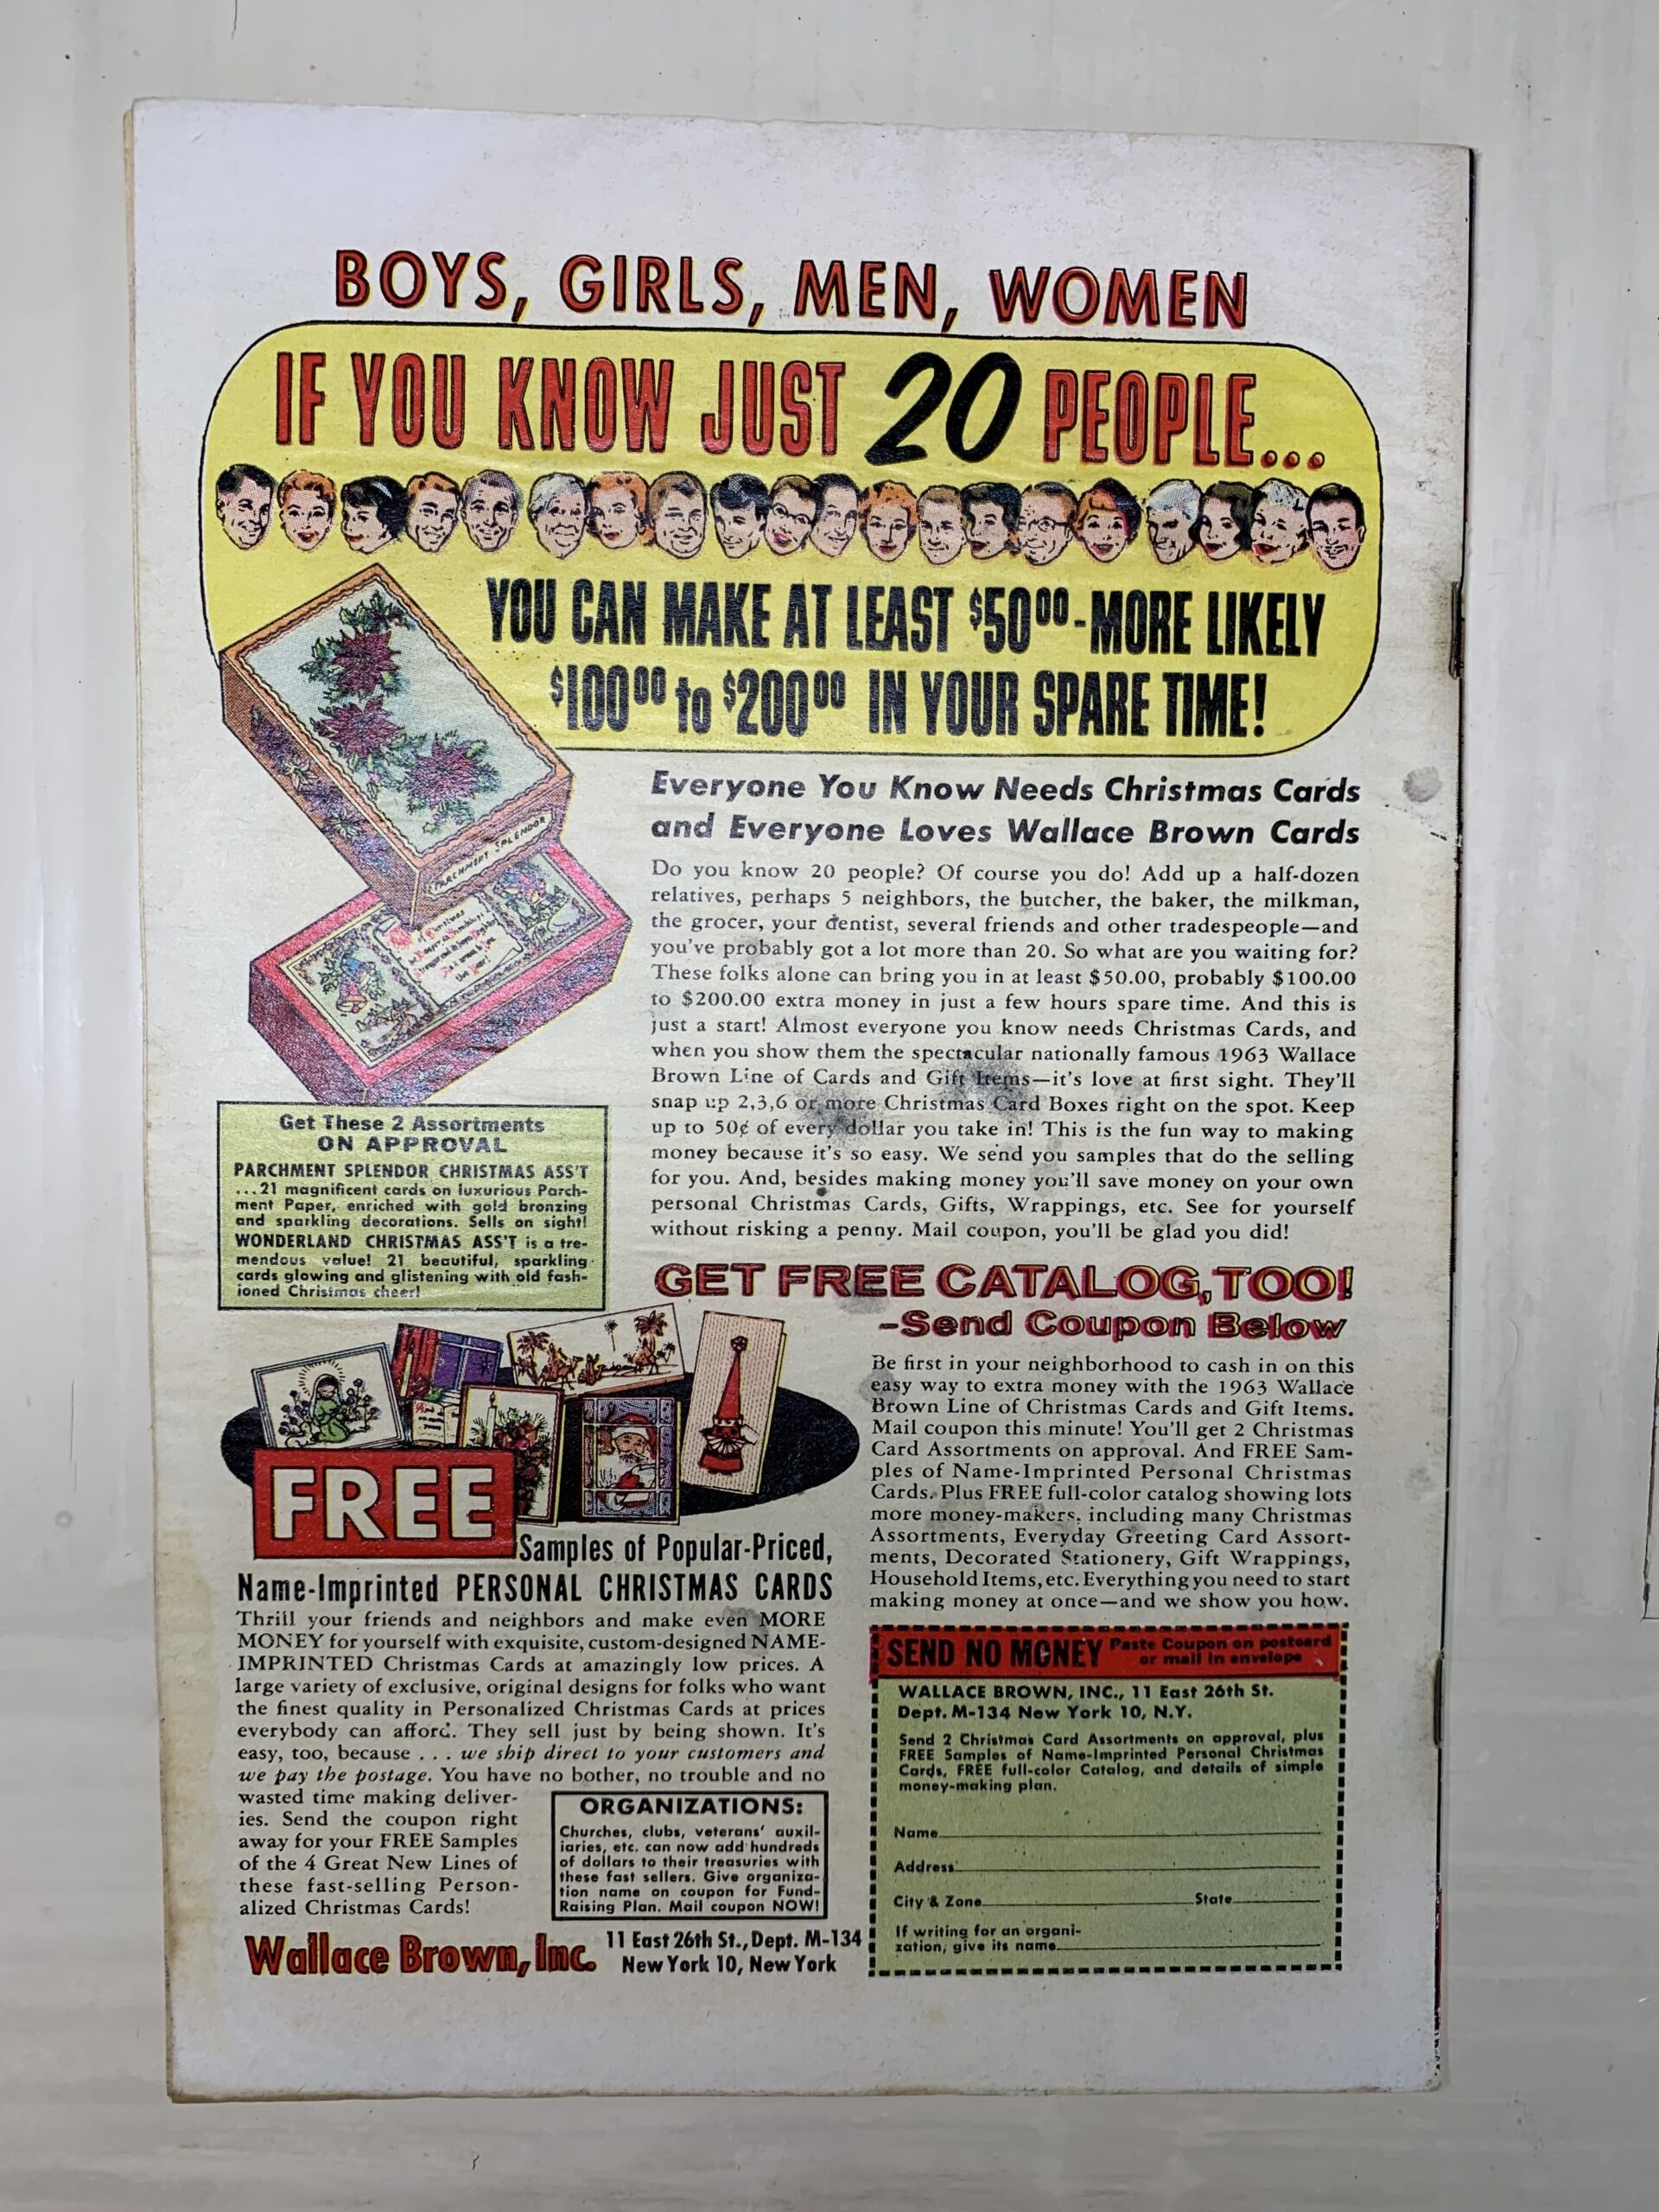 BOYS, GIRLS, MEN, WOMEN
IF YOU KNOW JUST 20 PEOPLE...
YOU CAN MAKE AT LEAST $50⁰⁰-MORE LIKELY
$100⁰⁰ to $200⁰⁰ IN YOUR SPARE TIME!
PARCHMENT SPLENDOR
Everyone You Know Needs Christmas Cards
and Everyone Loves Wallace Brown Cards
Do you know 20 people? Of course you do! Add up a half-dozen
relatives, perhaps 5 neighbors, the butcher, the baker, the milkman,
the grocer, your dentist, several friends and other tradespeople—and
you've probably got a lot more than 20. So what are you waiting for?
These folks alone can bring you in at least $50.00, probably $100.00
to $200.00 extra money in just a few hours spare time. And this is
just a start! Almost everyone you know needs Christmas Cards, and
when you show them the spectacular nationally famous 1963 Wallace
Brown Line of Cards and Gift Items—it's love at first sight. They'll
snap up 2,3,6 or more Christmas Card Boxes right on the spot. Keep
up to 50¢ of every dollar you take in! This is the fun way to making
money because it's so easy. We send you samples that do the selling
for you. And, besides making money you'll save money on your own
personal Christmas Cards, Gifts, Wrappings, etc. See for yourself
without risking a penny. Mail coupon, you'll be glad you did!
Get These 2 Assortments
ON APPROVAL
PARCHMENT SPLENDOR CHRISTMAS ASS'T
...21 magnificent cards on luxurious Parch-
ment Paper, enriched with gold bronzing
and sparkling decorations. Sells on sight!
WONDERLAND CHRISTMAS ASS'T is a tre-
mendous value! 21 beautiful, sparkling
cards glowing and glistening with old fash-
ioned Christmas cheer!
GET FREE CATALOG, TOO!
-Send Coupon Below
Be first in your neighborhood to cash in on this
easy way to extra money with the 1963 Wallace
Brown Line of Christmas Cards and Gift Items.
Mail coupon this minute! You'll get 2 Christmas
Card Assortments on approval. And FREE Sam-
ples of Name-Imprinted Personal Christmas
Cards. Plus FREE full-color catalog showing lots
more money-makers, including many Christmas
Assortments, Everyday Greeting Card Assort-
ments, Decorated Stationery, Gift Wrappings,
Household Items, etc. Everything you need to start
making money at once—and we show you how.
FREE
Samples of Popular-Priced,
Name-Imprinted PERSONAL CHRISTMAS CARDS
Thrill your friends and neighbors and make even MORE
MONEY for yourself with exquisite, custom-designed NAME-
IMPRINTED Christmas Cards at amazingly low prices. A
large variety of exclusive, original designs for folks who want
the finest quality in Personalized Christmas Cards at prices
everybody can afford. They sell just by being shown. It's
easy, too, because . . . we ship direct to your customers and
we pay the postage. You have no bother, no trouble and no
wasted time making deliver-
ies. Send the coupon right
away for your FREE Samples
of the 4 Great New Lines of
these fast-selling Person-
alized Christmas Cards!
ORGANIZATIONS:
Churches, clubs, veterans' auxil-
iaries, etc. can now add hundreds
of dollars to their treasuries with
these fast sellers. Give organiza-
tion name on coupon for Fund-
Raising Plan. Mail coupon NOW!
Wallace Brown, Inc. 11 East 26th St., Dept. M-134
New York 10, New York
SEND NO MONEY Paste Coupon on postcard
or mail in envelope
WALLACE BROWN, INC., 11 East 26th St.
Dept. M-134 New York 10, N.Y.
Send 2 Christmas Card Assortments on approval, plus
FREE Samples of Name-Imprinted Personal Christmas
Cards, FREE full-color Catalog, and details of simple
money-making plan.
Name
Address
City & Zone State
If writing for an organi-
zation, give its name